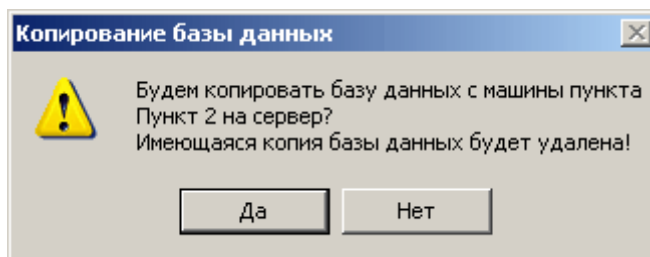 Копирование базы данных
Будем копировать базу данных с машины пункта
Пункт 2 на сервер?
Имеющаяся копия базы данных будет удалена!
Да Нет